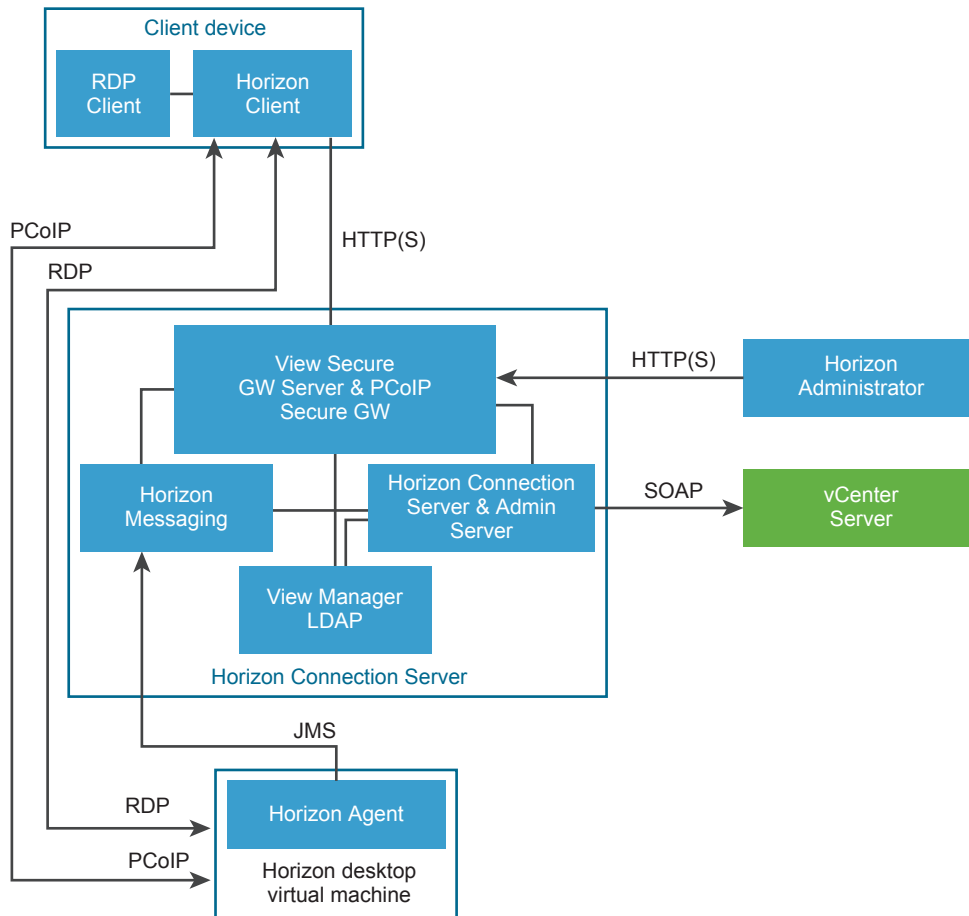 Client device
RDP
Client
Horizon
Client
PCoIP
HTTP(S)
RDP
View Secure
GW Server & PCoIP
Secure GW
HTTP(S)
Horizon
Administrator
Horizon
Messaging
Horizon Connection
Server & Admin
Server
SOAP
vCenter
Server
View Manager
LDAP
Horizon Connection Server
JMS
RDP
Horizon Agent
PCoIP
Horizon desktop
virtual machine